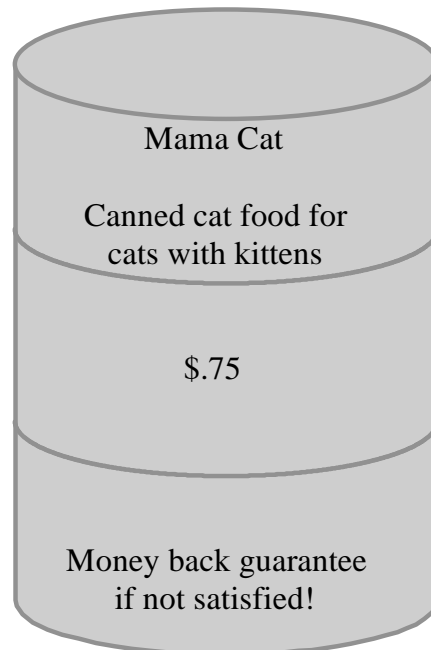 Mama Cat
Canned cat food for
cats with kittens
$.75
Money back guarantee
if not satisfied!